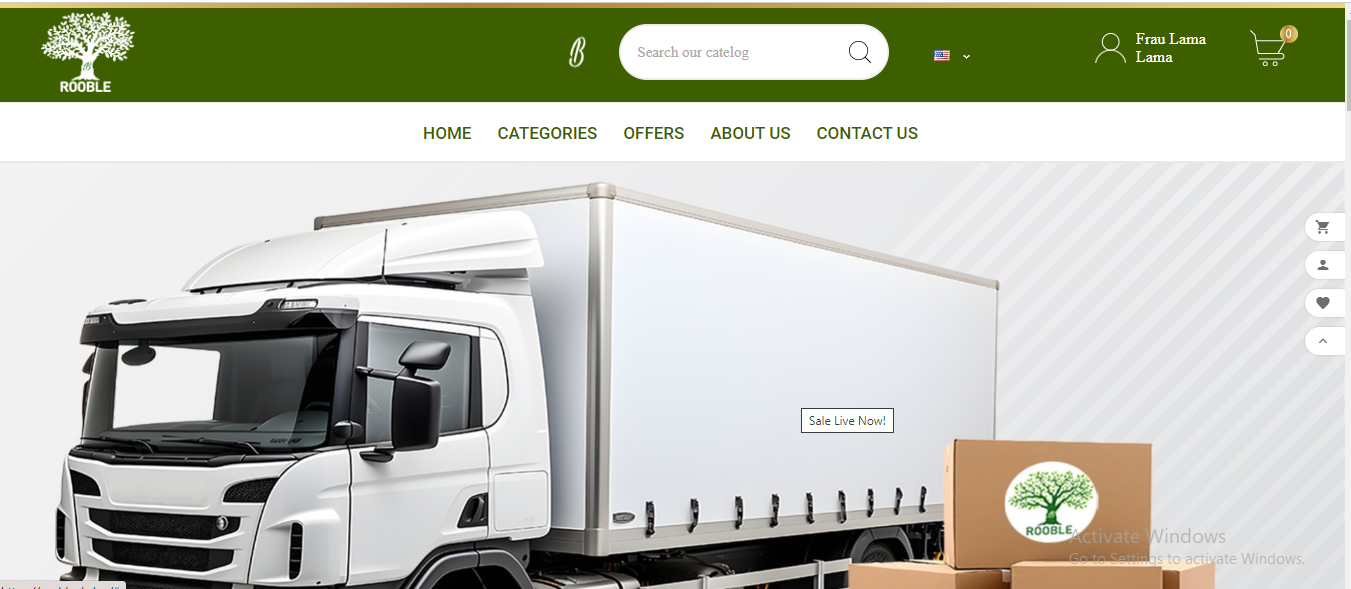 ROOBLE
B
Search our catelog
Frau Lama
Lama
0
HOME CATEGORIES OFFERS ABOUT US CONTACT US
Sale Live Now!
ROOBLE
Activate Windows
Go to Settings to activate Windows.